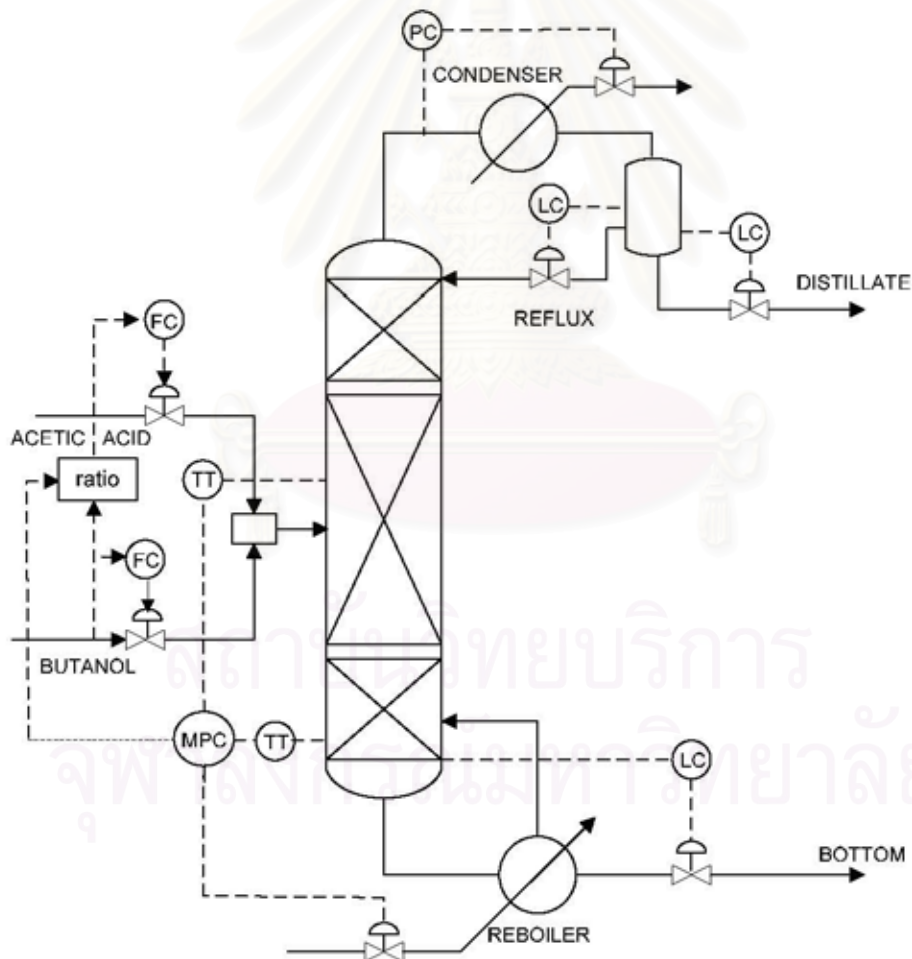 PC
CONDENSER
LC
LC
DISTILLATE
REFLUX
FC
ACETIC ACID
ratio
TT
FC
BUTANOL
MPC
TT
LC
BOTTOM
REBOILER
สถาบันวิทยบริการ
จุฬาลงกรณ์มหาวิทยาลัย